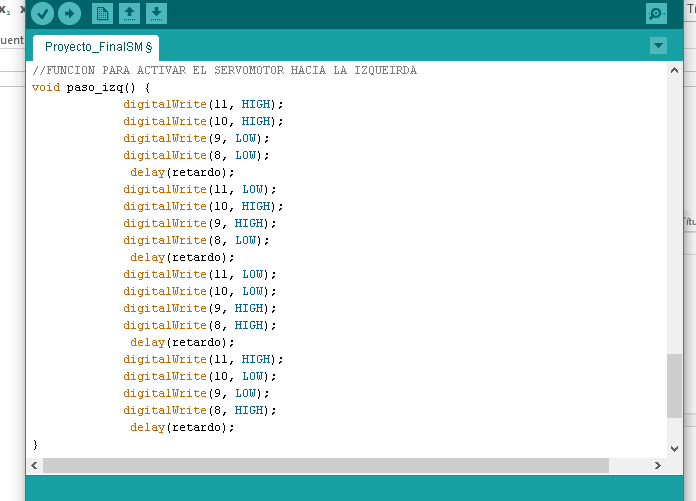 uent
Tí
Proyecto_FinalSM §
//FUNCION PARA ACTIVAR EL SERVOMOTOR HACIA LA IZQUEIRDA
void paso_izq() {
digitalWrite(11, HIGH);
digitalWrite(10, HIGH);
digitalWrite(9, LOW);
digitalWrite(8, LOW);
delay(retardo);
digitalWrite(11, LOW);
digitalWrite(10, HIGH);
digitalWrite(9, HIGH);
digitalWrite(8, LOW);
delay(retardo);
digitalWrite(11, LOW);
digitalWrite(10, LOW);
digitalWrite(9, HIGH);
digitalWrite(8, HIGH);
delay(retardo);
digitalWrite(11, HIGH);
digitalWrite(10, LOW);
digitalWrite(9, LOW);
digitalWrite(8, HIGH);
delay(retardo);
}